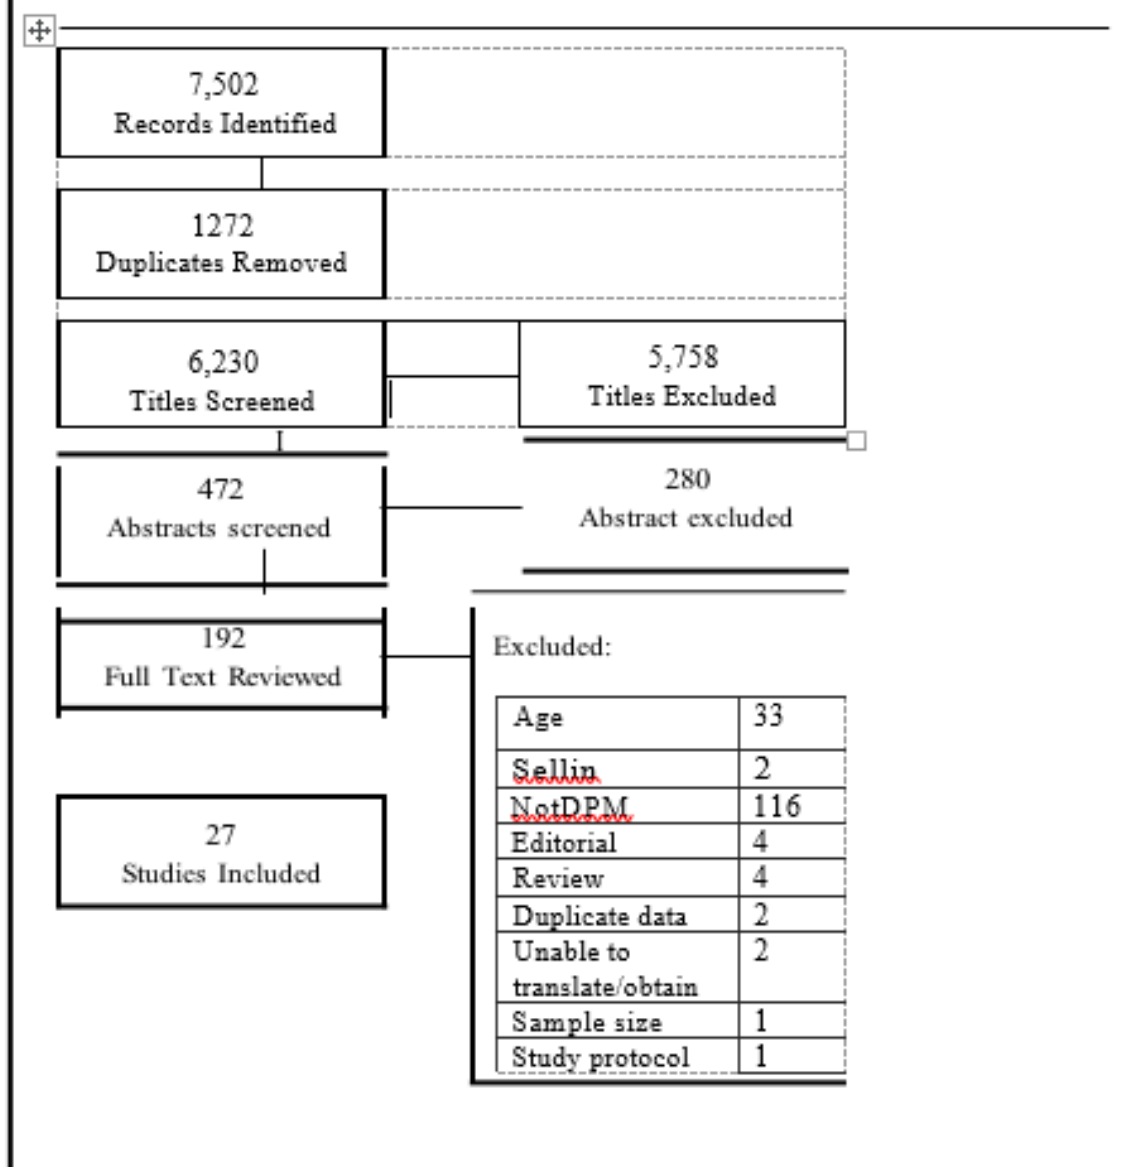 7,502
Records Identified
1272
Duplicates Removed
6,230
Titles Screened
5,758
Titles Excluded
472
Abstracts screened
280
Abstract excluded
192
Full Text Reviewed
Excluded:
Age 33
Sellin 2
NotDPM 116
Editorial 4
Review 4
Duplicate data 2
Unable to 2
translate/obtain
Sample size 1
Study protocol 1
27
Studies Included